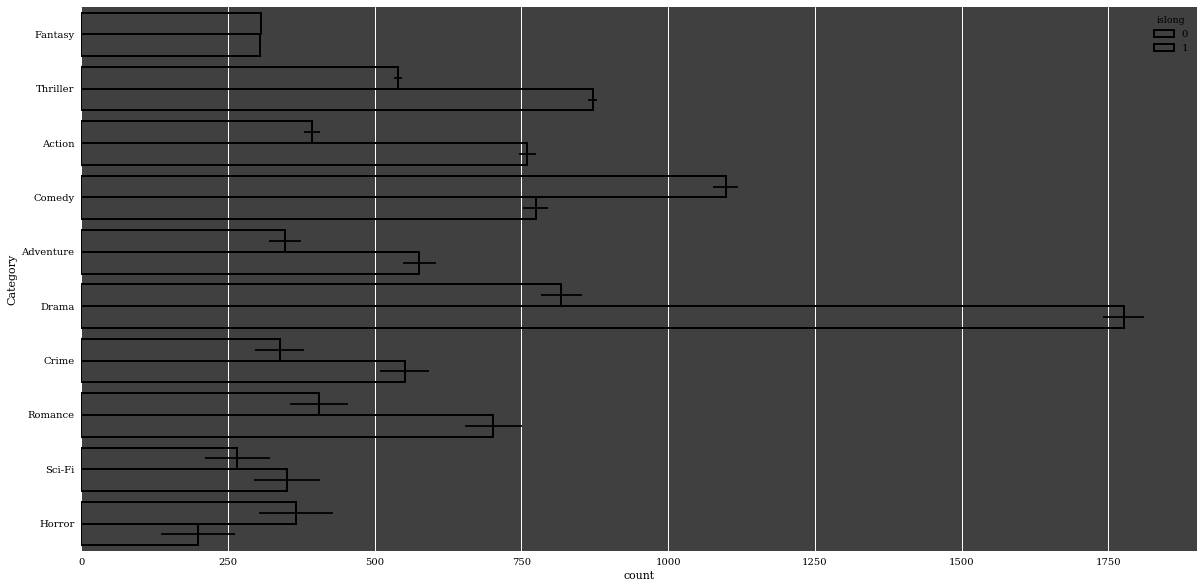 islong
0
1
Fantasy
Thriller
Action
Comedy
Adventure
Drama
Crime
Romance
Sci-Fi
Horror
Category
0 250 500 750 1000 1250 1500 1750
count